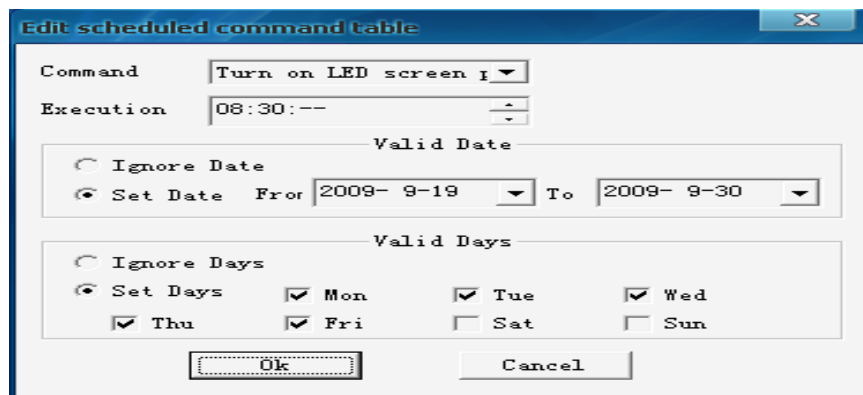 Edit scheduled command table
Command Turn on LED screen
Execution 08:30:--
Valid Date
Ignore Date
Set Date Fror 2009- 9-19 To 2009- 9-30
Valid Days
Ignore Days
Set Days Mon Tue Wed
Thu Fri Sat Sun
Ok Cancel